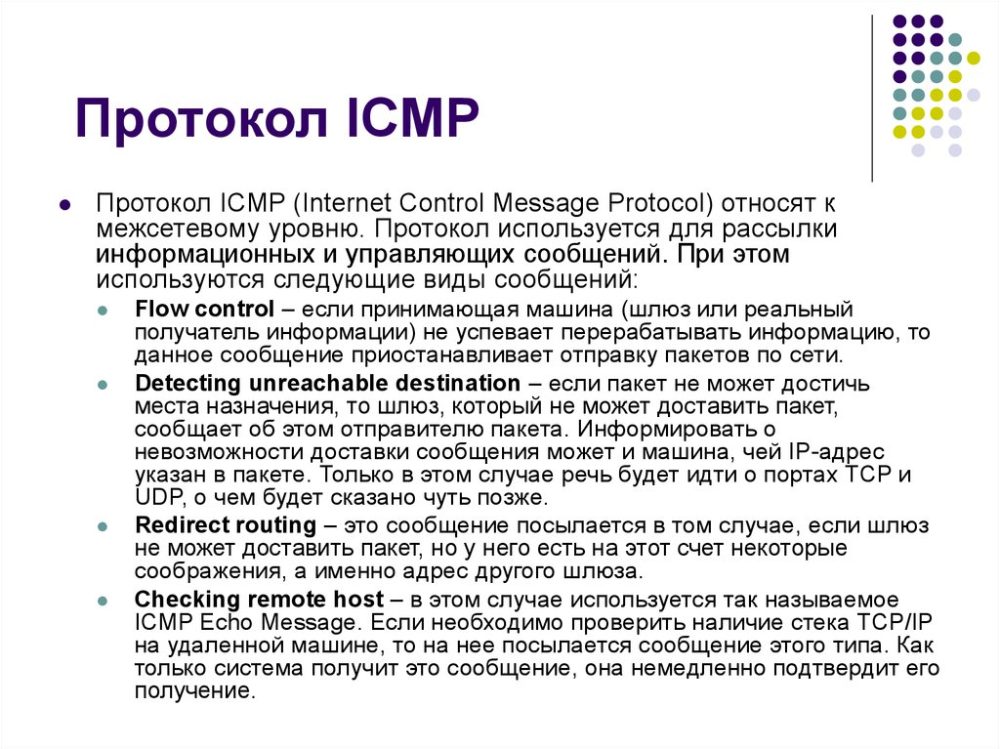 Протокол ICMP
Протокол ICMP (Internet Control Message Protocol) относят к
межсетевому уровню. Протокол используется для рассылки
информационных и управляющих сообщений. При этом
используются следующие виды сообщений:
Flow control – если принимающая машина (шлюз или реальный
получатель информации) не успевает перерабатывать информацию, то
данное сообщение приостанавливает отправку пакетов по сети.
Detecting unreachable destination – если пакет не может достичь
места назначения, то шлюз, который не может доставить пакет,
сообщает об этом отправителю пакета. Информировать о
невозможности доставки сообщения может и машина, чей IP-адрес
указан в пакете. Только в этом случае речь будет идти о портах TCP и
UDP, о чем будет сказано чуть позже.
Redirect routing – это сообщение посылается в том случае, если шлюз
не может доставить пакет, но у него есть на этот счет некоторые
соображения, а именно адрес другого шлюза.
Checking remote host – в этом случае используется так называемое
ICMP Echo Message. Если необходимо проверить наличие стека TCP/IP
на удаленной машине, то на нее посылается сообщение этого типа. Как
только система получит это сообщение, она немедленно подтвердит его
получение.